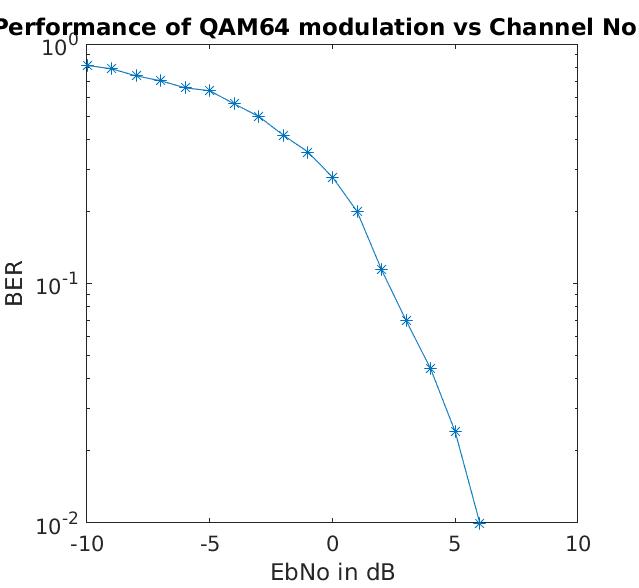 Performance of QAM64 modulation vs Channel No
10^0
10^-1
10^-2
BER
-10 -5 0 5 10
EbNo in dB